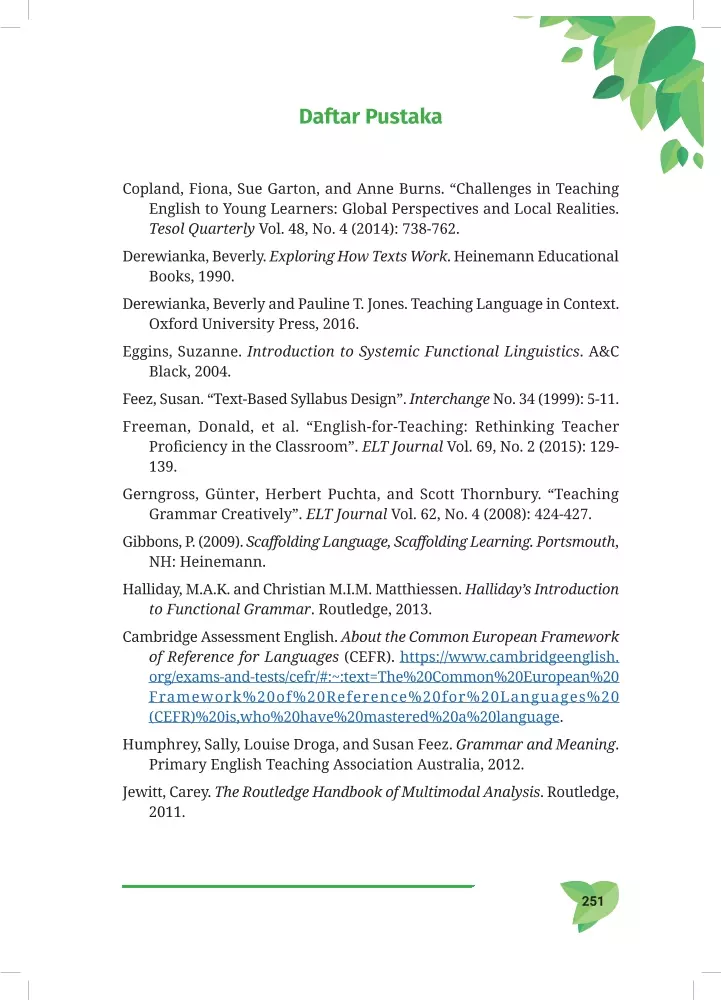 Daftar Pustaka
Copland, Fiona, Sue Garton, and Anne Burns. “Challenges in Teaching
English to Young Learners: Global Perspectives and Local Realities.
Tesol Quarterly Vol. 48, No. 4 (2014): 738-762.
Derewianka, Beverly. Exploring How Texts Work. Heinemann Educational
Books, 1990.
Derewianka, Beverly and Pauline T. Jones. Teaching Language in Context.
Oxford University Press, 2016.
Eggins, Suzanne. Introduction to Systemic Functional Linguistics. A&C
Black, 2004.
Feez, Susan. “Text-Based Syllabus Design”. Interchange No. 34 (1999): 5-11.
Freeman, Donald, et al. “English-for-Teaching: Rethinking Teacher
Proficiency in the Classroom”. ELT Journal Vol. 69, No. 2 (2015): 129-
139.
Gerngross, Günter, Herbert Puchta, and Scott Thornbury. “Teaching
Grammar Creatively”. ELT Journal Vol. 62, No. 4 (2008): 424-427.
Gibbons, P. (2009). Scaffolding Language, Scaffolding Learning. Portsmouth,
NH: Heinemann.
Halliday, M.A.K. and Christian M.I.M. Matthiessen. Halliday’s Introduction
to Functional Grammar. Routledge, 2013.
Cambridge Assessment English. About the Common European Framework
of Reference for Languages (CEFR). https://www.cambridgeenglish.
org/exams-and-tests/cefr/#:~:text=The%20Common%20European%20
Framework%20of%20Reference%20for%20Languages%20
(CEFR)%20is,who%20have%20mastered%20a%20language.
Humphrey, Sally, Louise Droga, and Susan Feez. Grammar and Meaning.
Primary English Teaching Association Australia, 2012.
Jewitt, Carey. The Routledge Handbook of Multimodal Analysis. Routledge,
2011.
251